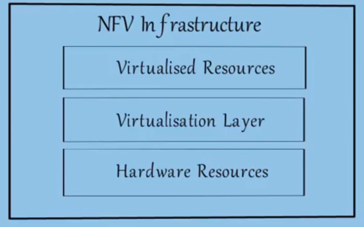 NFV Infrastructure
Virtualised Resources
Virtualisation Layer
Hardware Resources